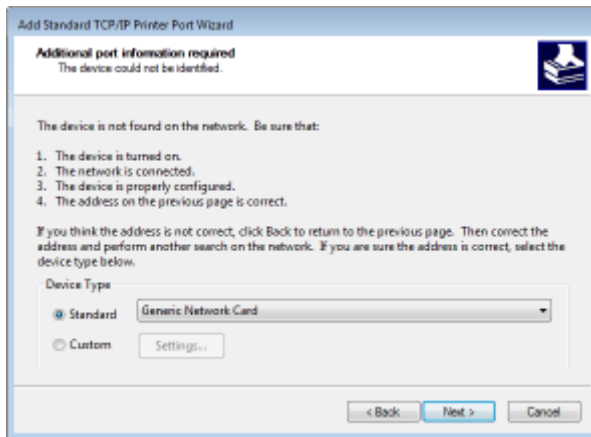 Add Standard TCP/IP Printer Port Wizard
Additional port information required
The device could not be identified.
The device is not found on the network. Be sure that:
1. The device is turned on.
2. The network is connected.
3. The device is properly configured.
4. The address on the previous page is correct.
If you think the address is not correct, click Back to return to the previous page. Then correct the
address and perform another search on the network. If you are sure the address is correct, select the
device type below.
Device Type
Standard
Generic Network Card
Custom
Settings...
< Back
Next >
Cancel